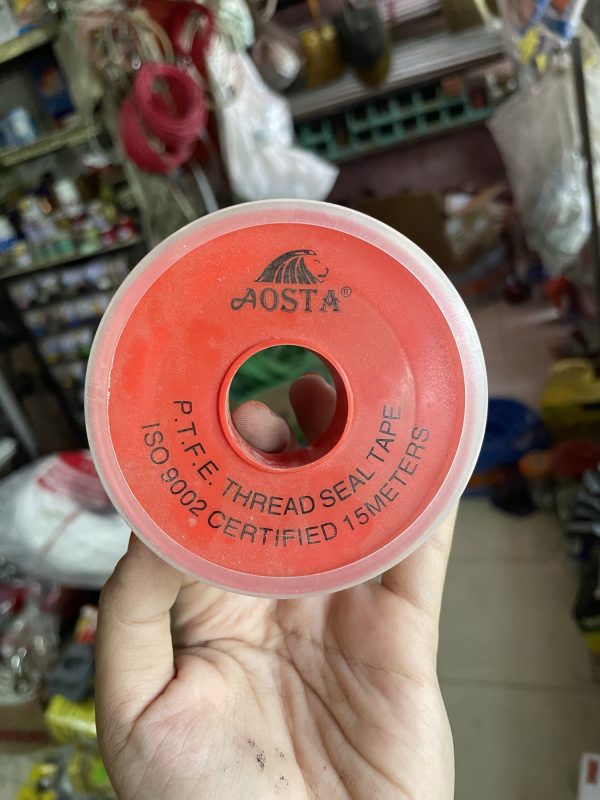 AOSTA®
P.T.F.E. THREAD SEAL TAPE
ISO 9002 CERTIFIED 15METERS